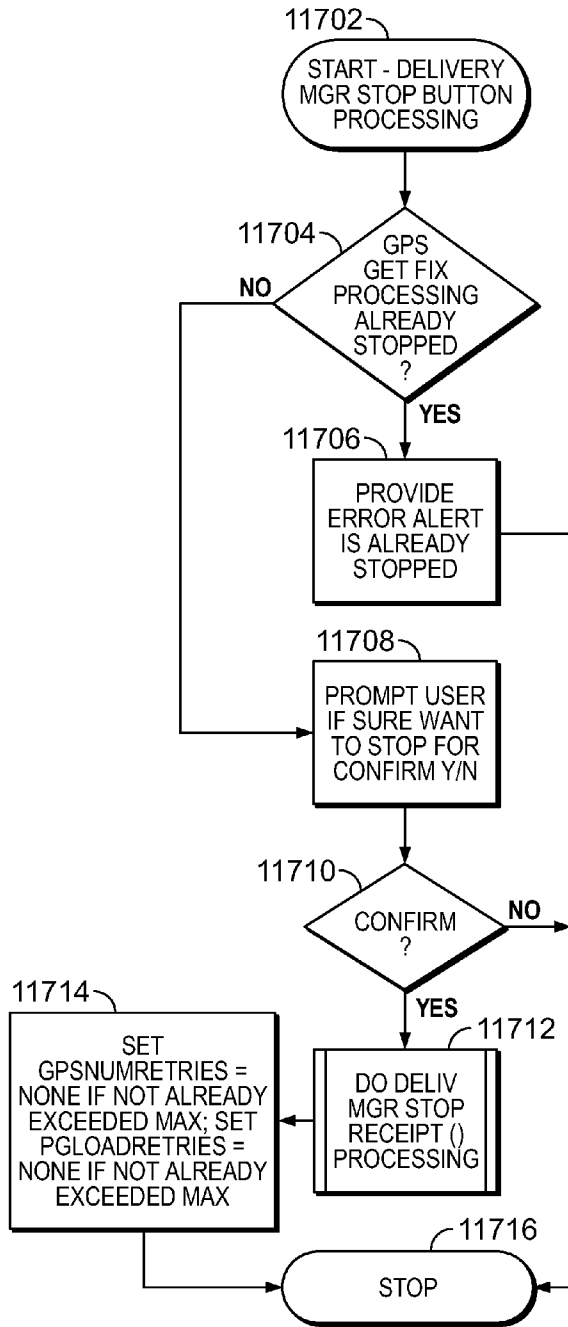 11702
START - DELIVERY
MGR STOP BUTTON
PROCESSING
11704
GPS
GET FIX
PROCESSING
ALREADY
STOPPED
?
NO
YES
11706
PROVIDE
ERROR ALERT
IS ALREADY
STOPPED
11708
PROMPT USER
IF SURE WANT
TO STOP FOR
CONFIRM Y/N
11710
CONFIRM
?
NO
YES
11712
DO DELIV
MGR STOP
RECEIPT ()
PROCESSING
11714
SET
GPSNUMRETRIES =
NONE IF NOT ALREADY
EXCEEDED MAX; SET
PGLOADRETRIES =
NONE IF NOT ALREADY
EXCEEDED MAX
11716
STOP